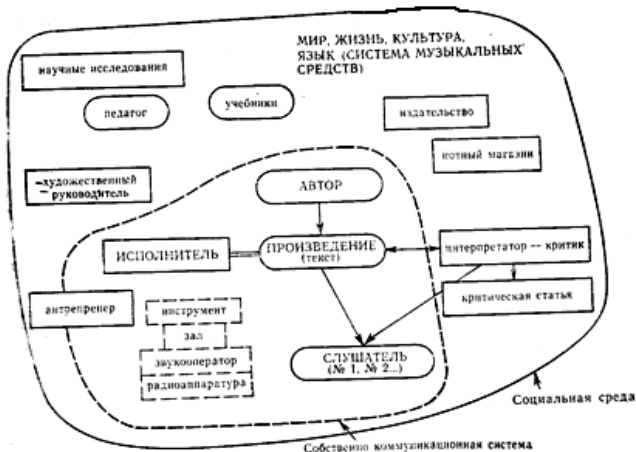 МИР, ЖИЗНЬ, КУЛЬТУРА,
ЯЗЫК (СИСТЕМА МУЗЫКАЛЬНЫХ
СРЕДСТВ)
научные исследования
педагог
учебники
издательство
нотный магазин
художественный
руководитель
АВТОР
ИСПОЛНИТЕЛЬ
ПРОИЗВЕДЕНИЕ
(текст)
интерпретатор — критик
критическая статья
антрепренер
инструмент
зал
звукооператор
радиоаппаратура
СЛУШАТЕЛЬ
(№ 1, № 2...)
Социальная среда
Собственно коммуникационная система